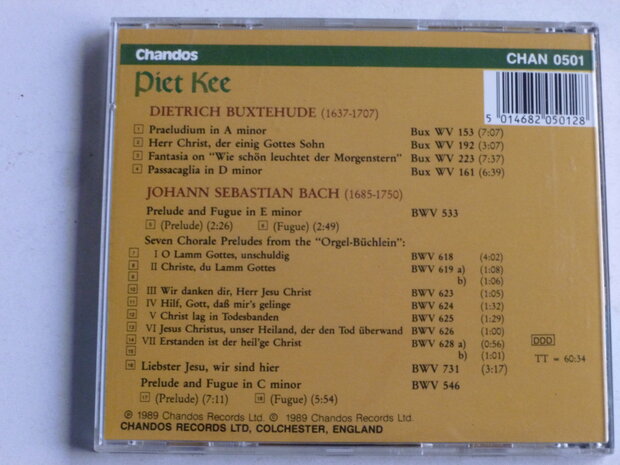 Chandos
CHAN 0501
Piet Kee
5 014682 050128
DIETRICH BUXTEHUDE (1637-1707)
1 Praeludium in A minor Bux WV 153 (7:07)
2 Herr Christ, der einig Gottes Sohn Bux WV 192 (3:07)
3 Fantasia on "Wie schön leuchtet der Morgenstern" Bux WV 223 (7:37)
4 Passacaglia in D minor Bux WV 161 (6:39)
JOHANN SEBASTIAN BACH (1685-1750)
Prelude and Fugue in E minor BWV 533
5 (Prelude) (2:26) 6 (Fugue) (2:49)
Seven Chorale Preludes from the "Orgel-Büchlein":
7 I O Lamm Gottes, unschuldig BWV 618 (4:02)
8 II Christe, du Lamm Gottes BWV 619 a) (1:08)
9 b) (1:06)
10 III Wir danken dir, Herr Jesu Christ BWV 623 (1:05)
11 IV Hilf, Gott, daß mir's gelinge BWV 624 (1:32)
12 V Christ lag in Todesbanden BWV 625 (1:29)
13 VI Jesus Christus, unser Heiland, der den Tod überwand BWV 626 (1:00)
14 VII Erstanden ist der heil'ge Christ BWV 628 a) (0:56)
15 b) (1:01)
DDD
TT = 60:34
16 Liebster Jesu, wir sind hier BWV 731 (3:17)
Prelude and Fugue in C minor BWV 546
17 (Prelude) (7:11) 18 (Fugue) (5:54)
℗ 1989 Chandos Records Ltd. © 1989 Chandos Records Ltd.
CHANDOS RECORDS LTD, COLCHESTER, ENGLAND